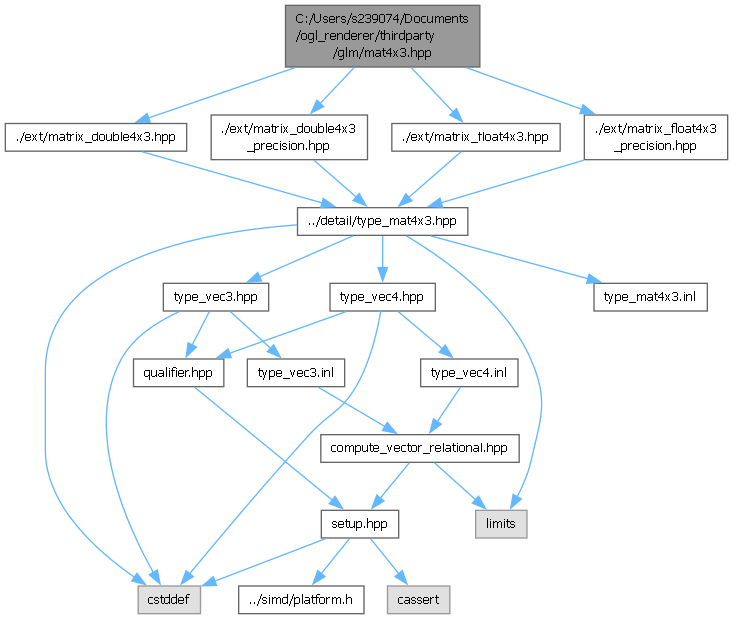 C:/Users/s239074/Documents
/ogl_renderer/thirdparty
/glm/mat4x3.hpp
./ext/matrix_double4x3.hpp
./ext/matrix_double4x3
_precision.hpp
./ext/matrix_float4x3.hpp
./ext/matrix_float4x3
_precision.hpp
../detail/type_mat4x3.hpp
type_vec3.hpp
type_vec4.hpp
type_mat4x3.inl
qualifier.hpp
type_vec3.inl
type_vec4.inl
compute_vector_relational.hpp
setup.hpp
limits
cstddef
../simd/platform.h
cassert